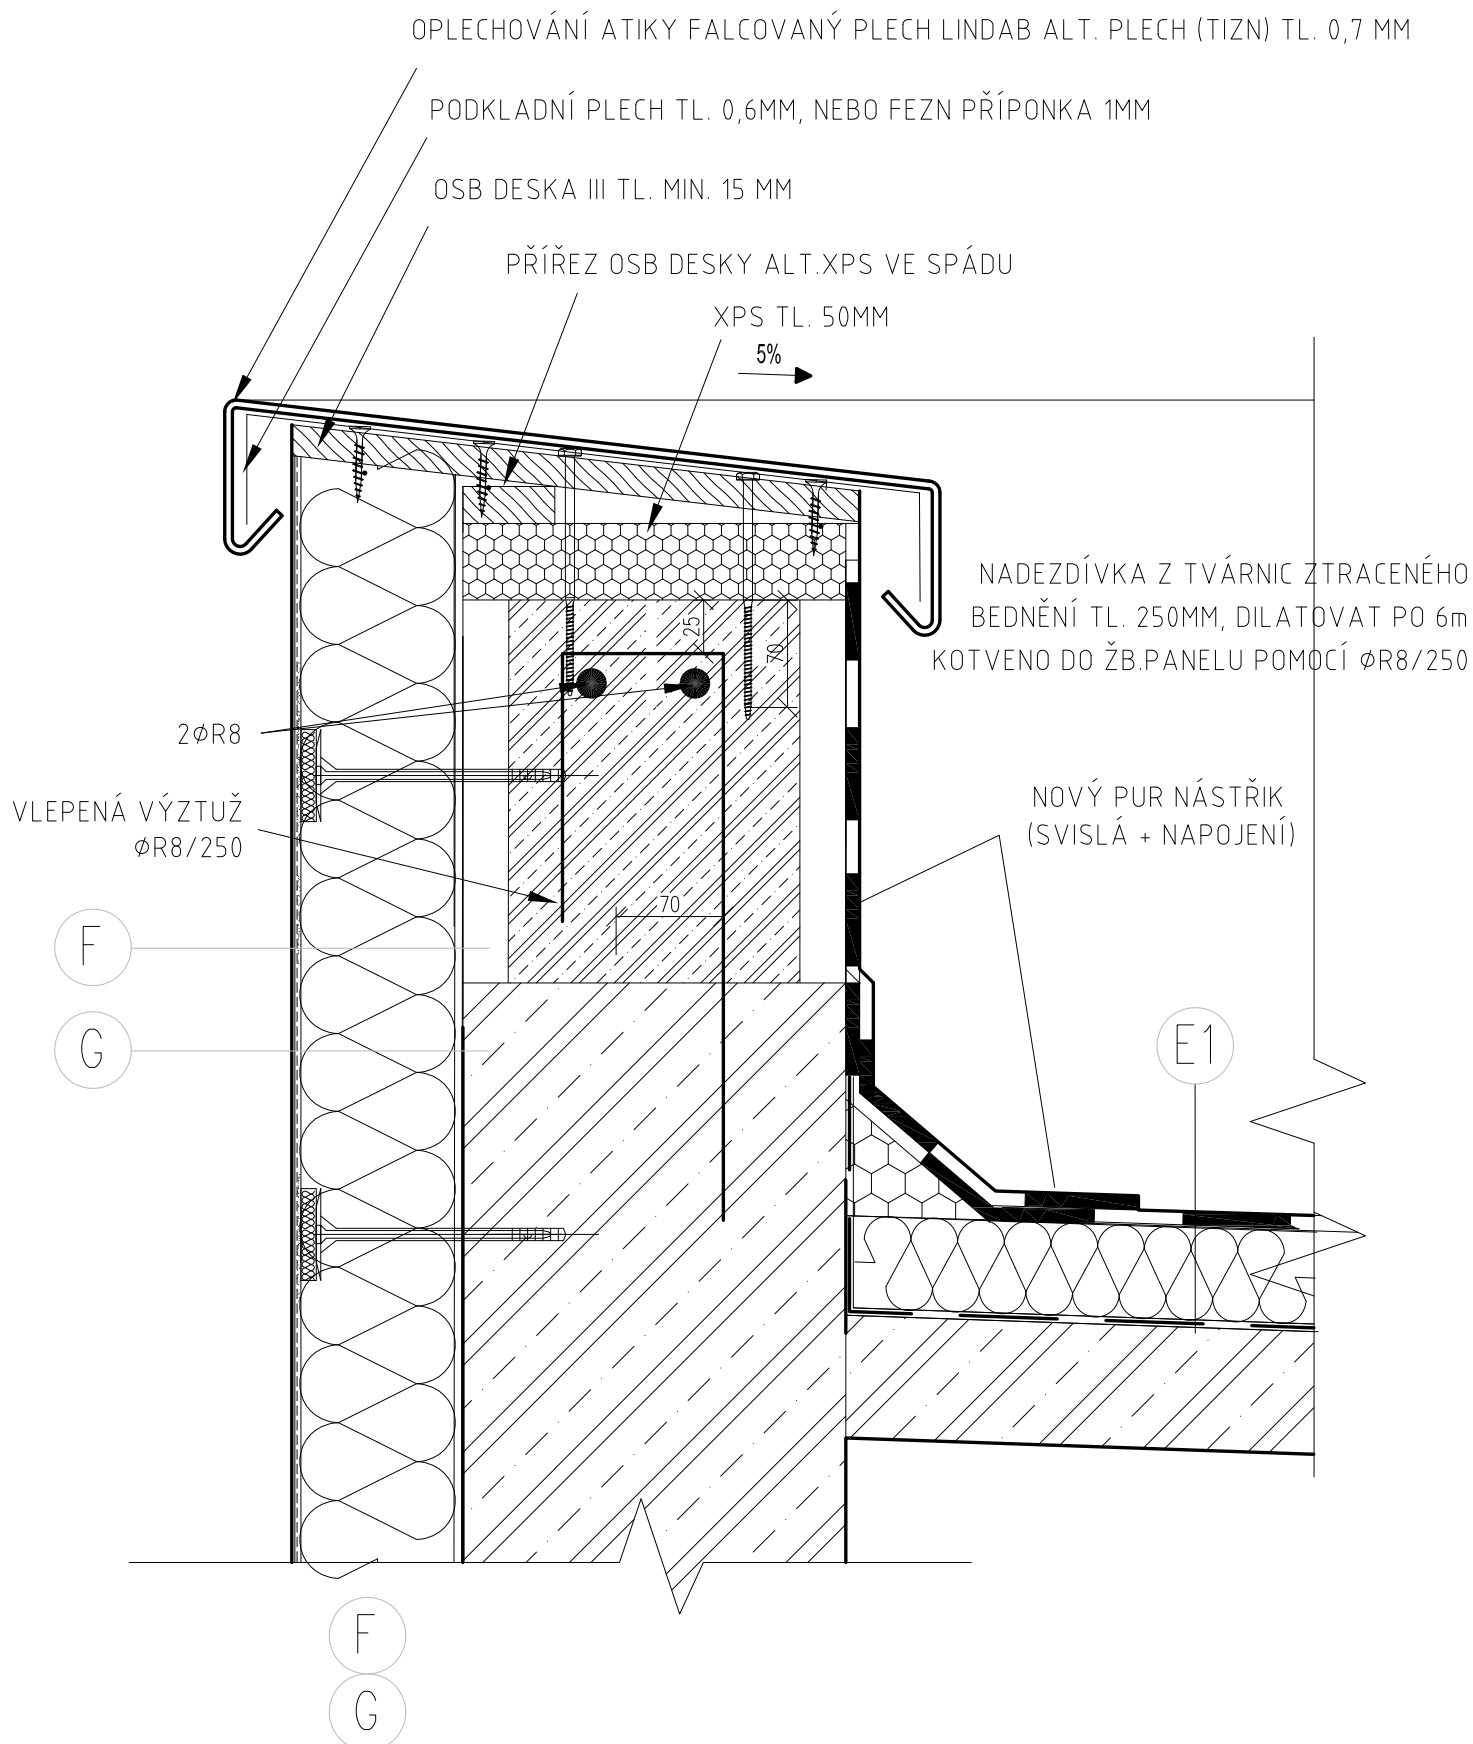 OPLECHOVÁNÍ ATIKY FALCOVANÝ PLECH LINDAB ALT. PLECH (TIZN) TL. 0,7 MM
PODKLADNÍ PLECH TL. 0,6MM, NEBO FEZN PŘÍPONKA 1MM
OSB DESKA III TL. MIN. 15 MM
PŘÍŘEZ OSB DESKY ALT.XPS VE SPÁDU
XPS TL. 50MM
5%
NADEZDÍVKA Z TVÁRNIC ZTRACENÉHO
BEDNĚNÍ TL. 250MM, DILATOVAT PO 6m
KOTVENO DO ŽB.PANELU POMOCÍ ØR8/250
25
70
2ØR8
VLEPENÁ VÝZTUŽ
ØR8/250
NOVÝ PUR NÁSTŘIK
(SVISLÁ + NAPOJENÍ)
70
F
G
E1
F
G